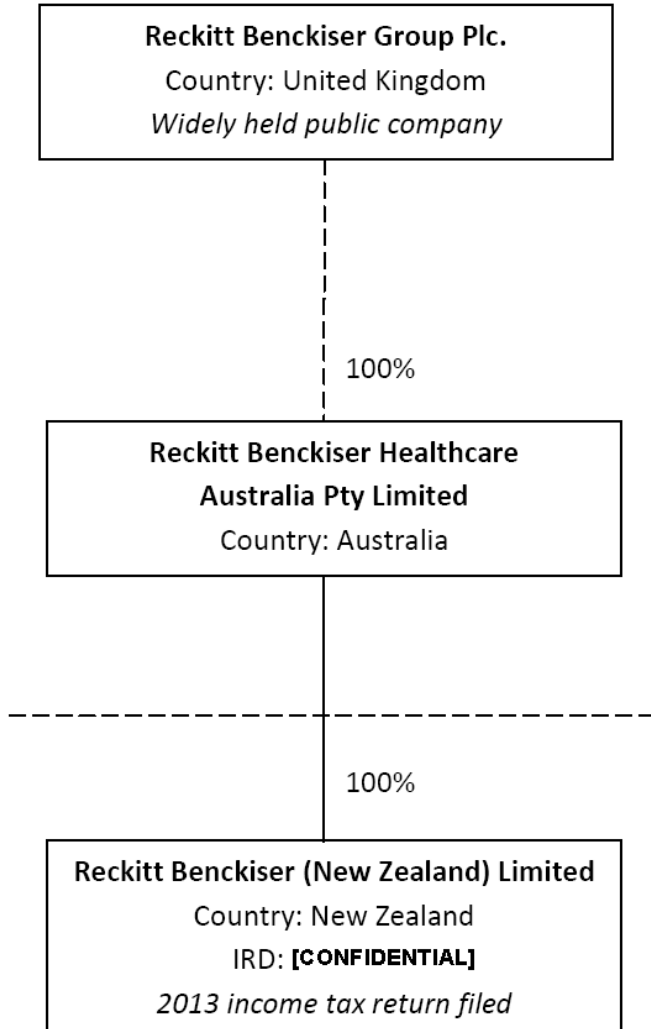 Reckitt Benckiser Group Plc.
Country: United Kingdom
Widely held public company
100%
Reckitt Benckiser Healthcare
Australia Pty Limited
Country: Australia
100%
Reckitt Benckiser (New Zealand) Limited
Country: New Zealand
IRD: [CONFIDENTIAL]
2013 income tax return filed